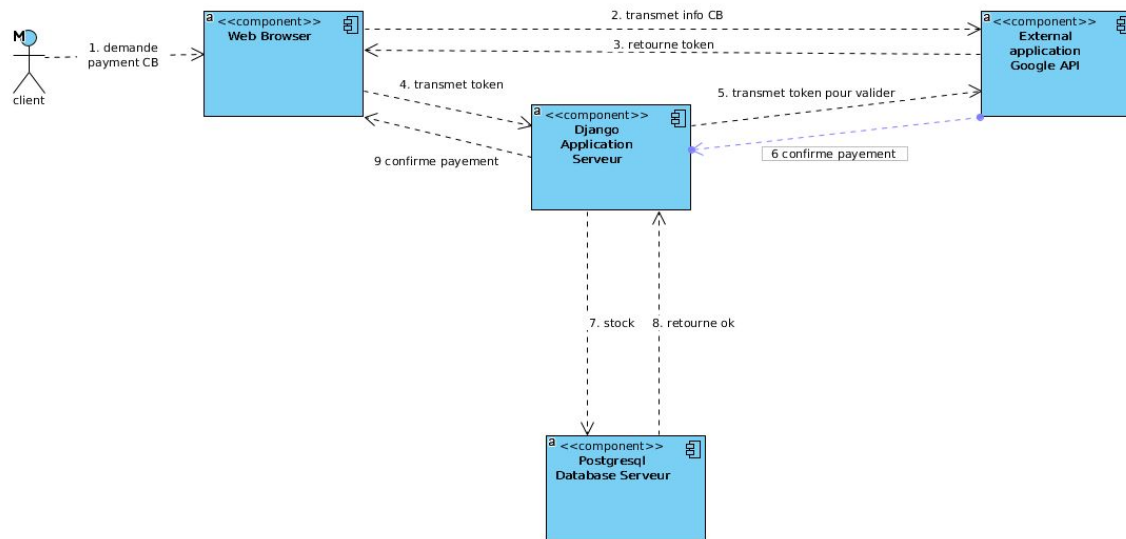 a
<<component>>
Web Browser
2. transmet info CB
a
<<component>>
External
application
Google API
M
1. demande
payment CB
3. retourne token
client
4. transmet token
5. transmet token pour valider
a
<<component>>
Django
Application
Serveur
9 confirme payement
6 confirme payement
7. stock
8. retourne ok
a
<<component>>
Postgresql
Database Serveur